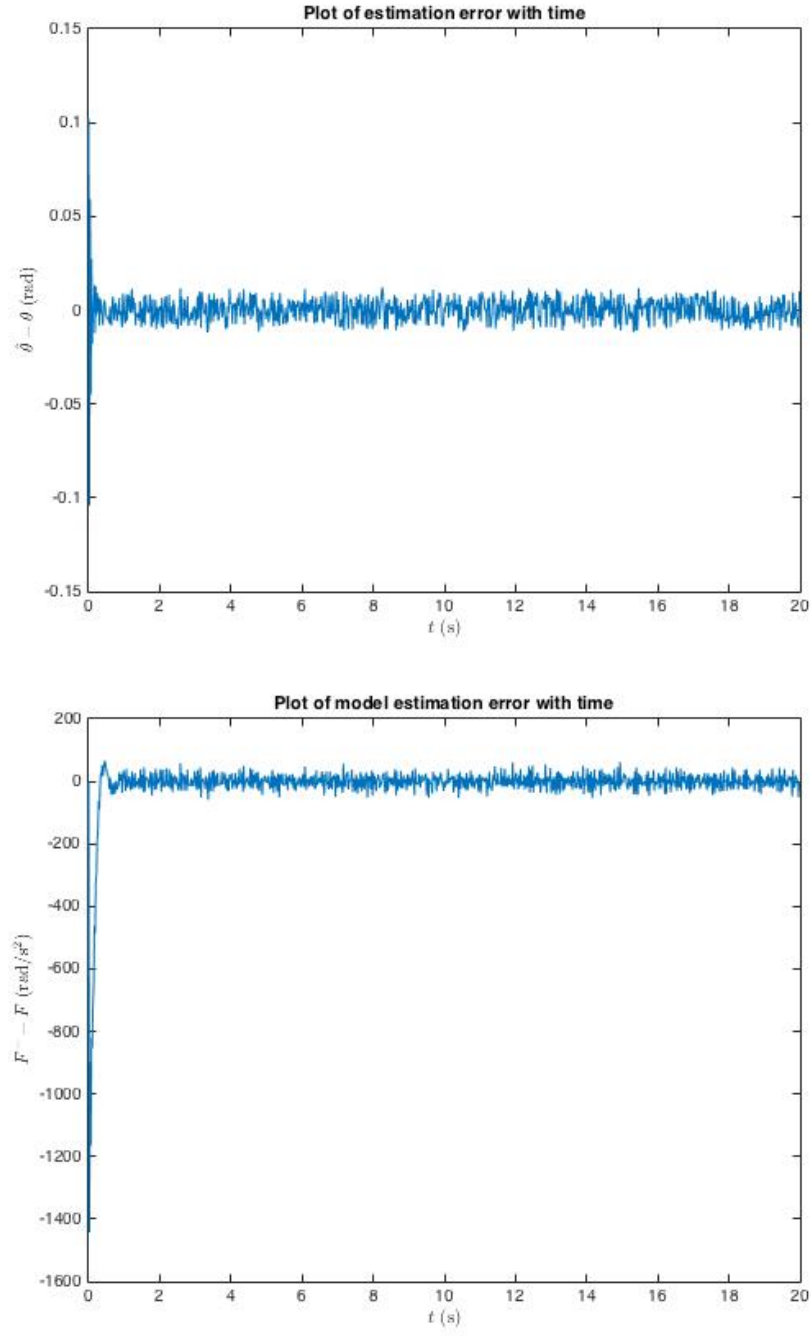 Plot of estimation error with time
0.15
0.1
0.05
0
-0.05
-0.1
-0.15
θ̂ − θ (rad)
0 2 4 6 8 10 12 14 16 18 20
t (s)
Plot of model estimation error with time
200
0
-200
-400
-600
-800
-1000
-1200
-1400
-1600
F⁻ − F (rad/s²)
0 2 4 6 8 10 12 14 16 18 20
t (s)